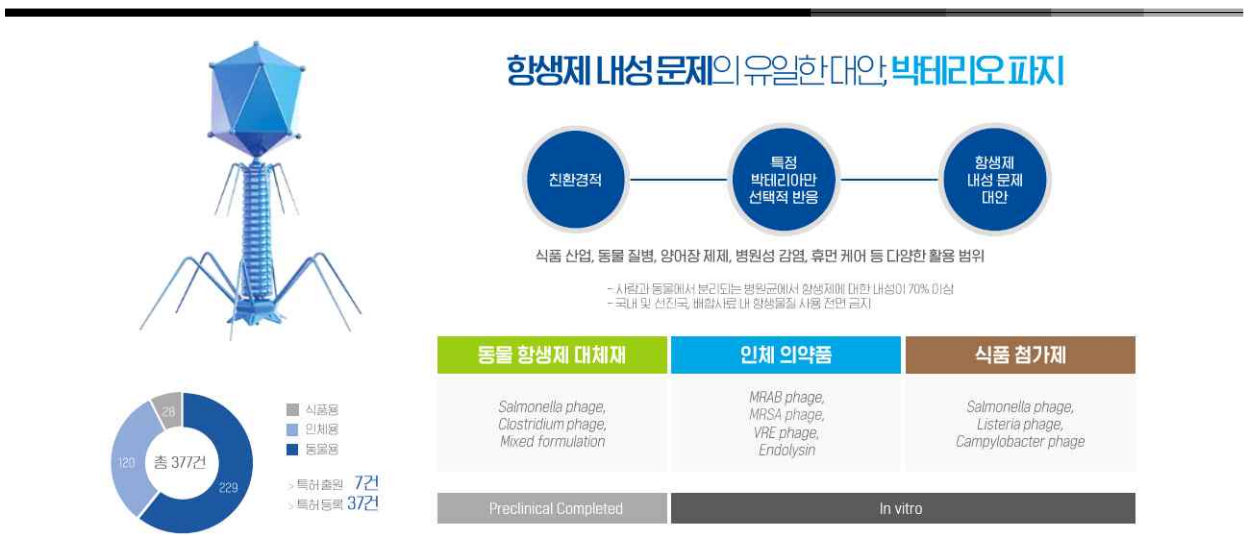 항생제 내성 문제의 유일한 대안, 박테리오 파지
친환경적
특정
박테리아만
선택적 반응
항생제
내성 문제
대안
식품 산업, 동물 질병, 양어장 제제, 병원성 감염, 휴먼 케어 등 다양한 활용 범위
- 사람과 동물에서 분리되는 병원균에서 항생제에 대한 내성이 70% 이상
- 국내 및 선진국, 배합사료 내 항생물질 사용 전면 금지
동물 항생제 대체재
Salmonella phage,
Clostridium phage,
Mixed formulation
인체 의약품
MRAB phage,
MRSA phage,
VRE phage,
Endolysin
식품 첨가제
Salmonella phage,
Listeria phage,
Campylobacter phage
Preclinical Completed
In vitro
28
120
229
총 377건
식품용
인체용
동물용
> 특허출원 7건
> 특허등록 37건